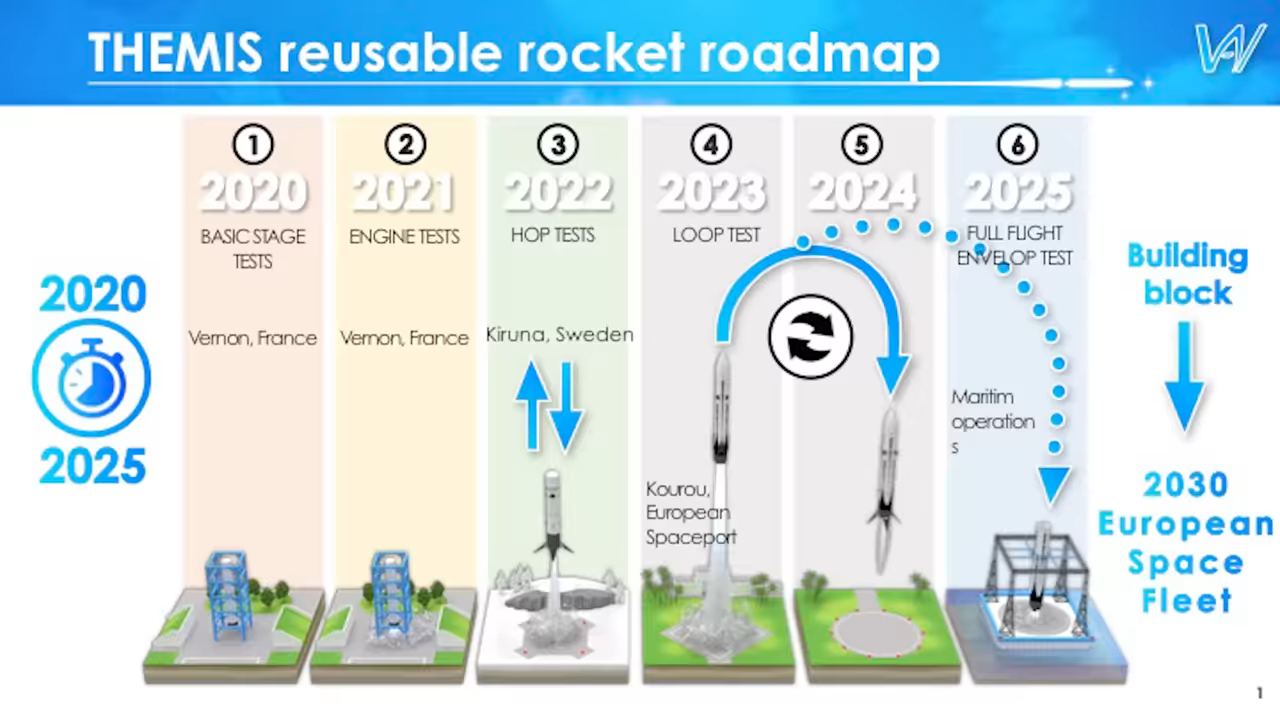 THEMIS reusable rocket roadmap
1
2020
BASIC STAGE
TESTS
Vernon, France
2
2021
ENGINE TESTS
Vernon, France
3
2022
HOP TESTS
Kiruna, Sweden
4
2023
LOOP TEST
Kourou,
European
Spaceport
5
2024
6
2025
FULL FLIGHT
ENVELOP TEST
Maritim
operation
s
2020
2025
Building
block
2030
European
Space
Fleet
1